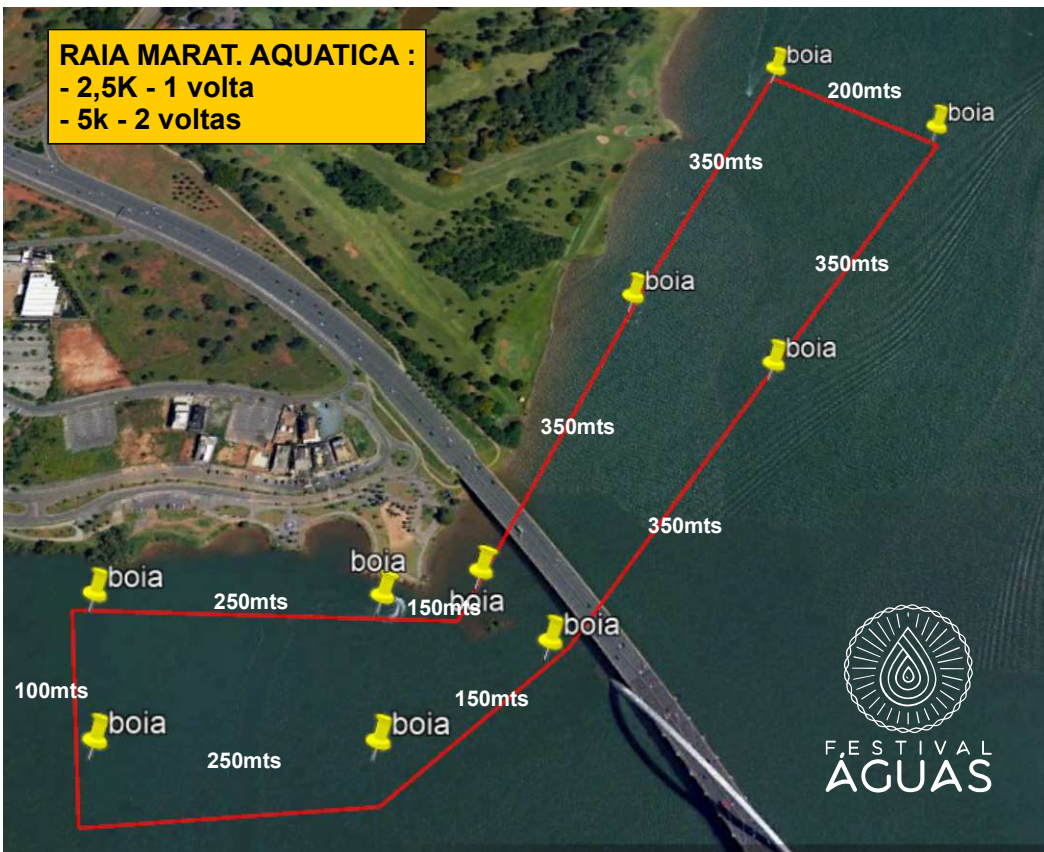 RAIA MARAT. AQUATICA :
- 2,5K - 1 volta
- 5k - 2 voltas
boia
200mts
boia
350mts
350mts
boia
boia
350mts
350mts
boia
boia
250mts
150mts
boia
boia
100mts
150mts
boia
boia
250mts
FESTIVAL
ÁGUAS